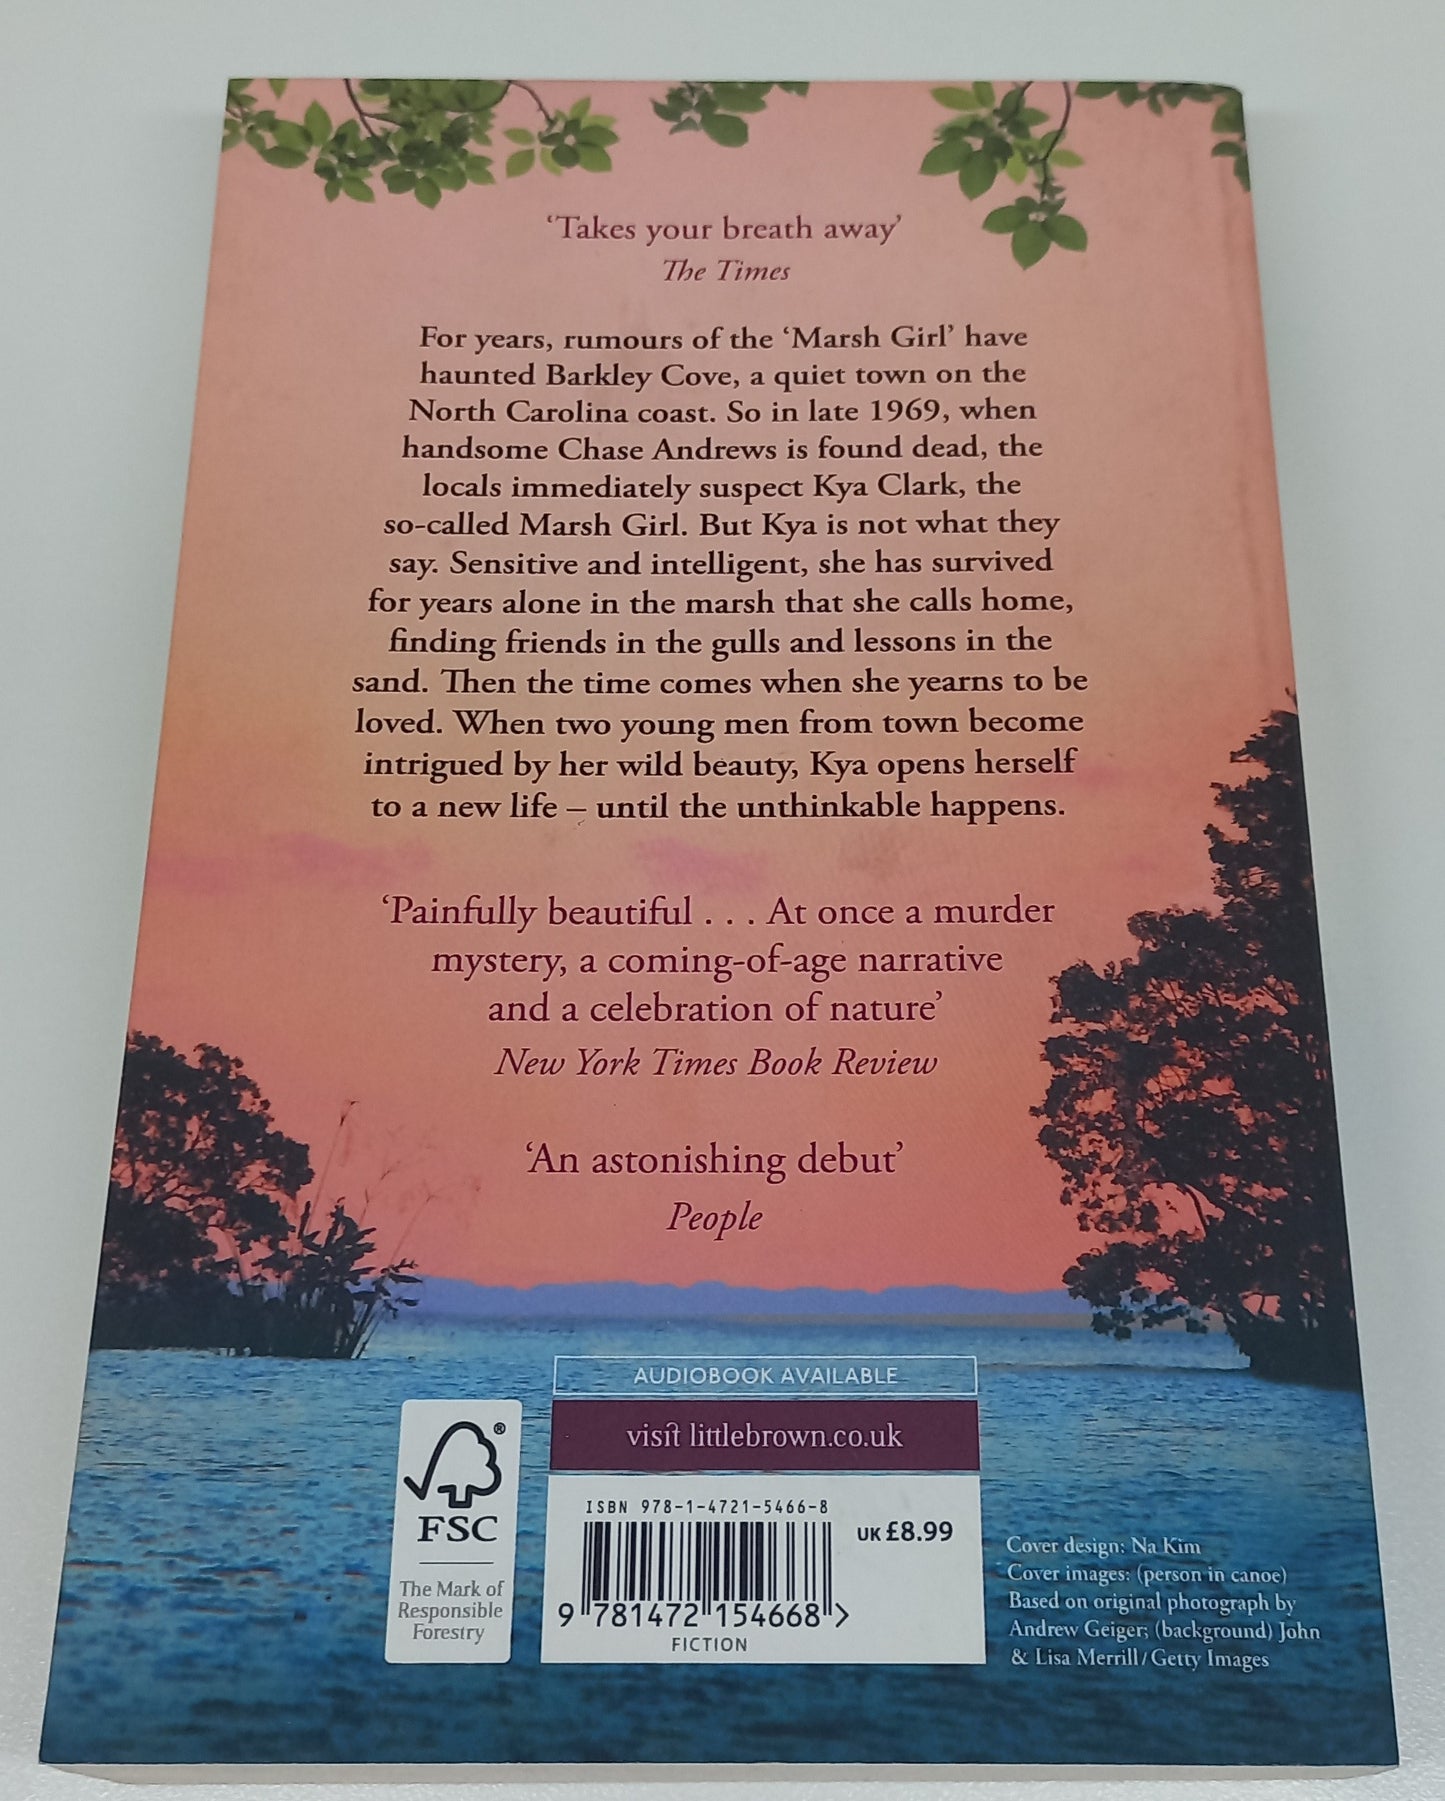 ‘Takes your breath away’
The Times
For years, rumours of the ‘Marsh Girl’ have
haunted Barkley Cove, a quiet town on the
North Carolina coast. So in late 1969, when
handsome Chase Andrews is found dead, the
locals immediately suspect Kya Clark, the
so-called Marsh Girl. But Kya is not what they
say. Sensitive and intelligent, she has survived
for years alone in the marsh that she calls home,
finding friends in the gulls and lessons in the
sand. Then the time comes when she yearns to be
loved. When two young men from town become
intrigued by her wild beauty, Kya opens herself
to a new life – until the unthinkable happens.
‘Painfully beautiful . . . At once a murder
mystery, a coming-of-age narrative
and a celebration of nature’
New York Times Book Review
‘An astonishing debut’
People
AUDIOBOOK AVAILABLE
visit littlebrown.co.uk
®
FSC
The Mark of
Responsible
Forestry
ISBN 978-1-4721-5466-8
UK £8.99
9 781472 154668 >
FICTION
Cover design: Na Kim
Cover images: (person in canoe)
Based on original photograph by
Andrew Geiger; (background) John
& Lisa Merrill / Getty Images